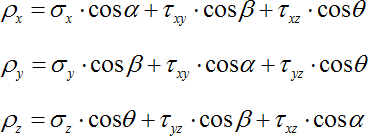 ρx = σx · cosα + τxy · cosβ + τxz · cosθ
ρy = σy · cosβ + τxy · cosα + τyz · cosθ
ρz = σz · cosθ + τyz · cosβ + τxz · cosα